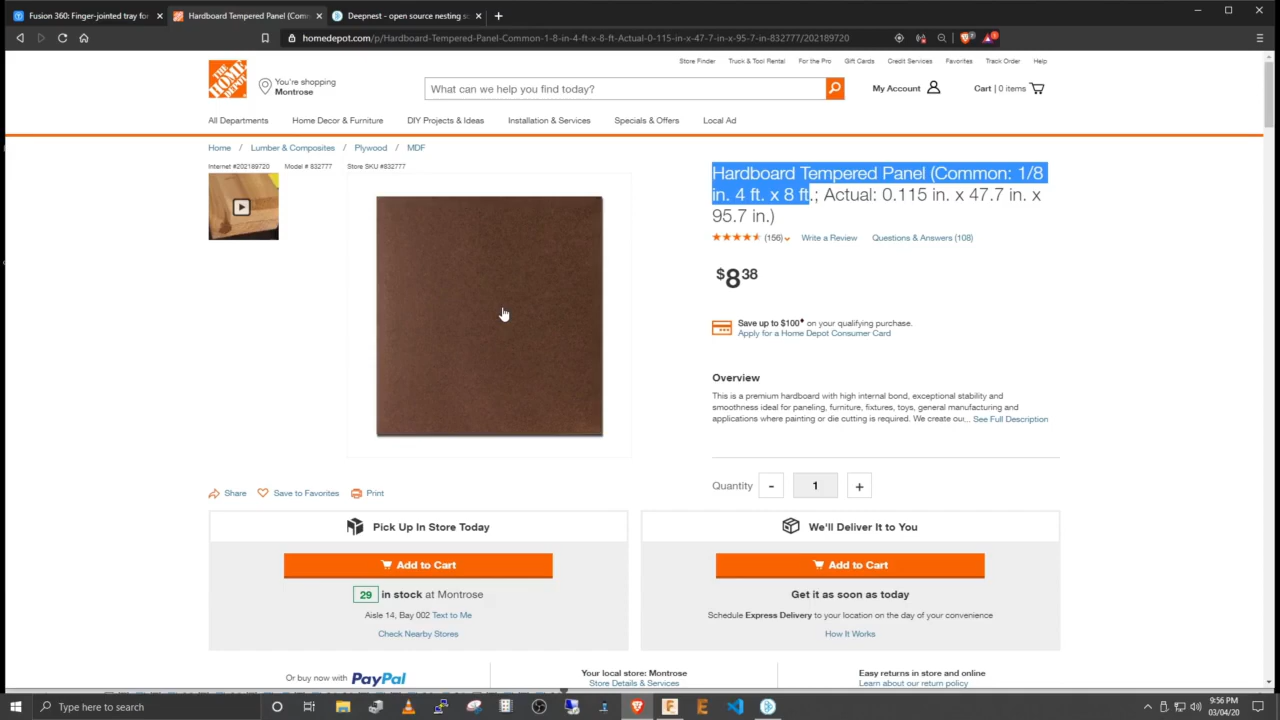 Fusion 360: Finger-jointed tray for
Hardboard Tempered Panel (Comm
Deepnest - open source nesting so
homedepot.com/p/Hardboard-Tempered-Panel-Common-1-8-in-4-ft-x-8-ft-Actual-0-115-in-x-47-7-in-x-95-7-in-832777/202189720
Store Finder Truck & Tool Rental For the Pro Gift Cards Credit Services Favorites Track Order Help
THE HOME DEPOT
You're shopping
Montrose
What can we help you find today?
My Account
Cart | 0 items
All Departments Home Decor & Furniture DIY Projects & Ideas Installation & Services Specials & Offers Local Ad
Home / Lumber & Composites / Plywood / MDF
Internet #202189720 Model # 832777 Store SKU #832777
Hardboard Tempered Panel (Common: 1/8
in. 4 ft. x 8 ft.; Actual: 0.115 in. x 47.7 in. x
95.7 in.)
(156) Write a Review Questions & Answers (108)
$8 38
Save up to $100♦ on your qualifying purchase.
Apply for a Home Depot Consumer Card
Overview
This is a premium hardboard with high internal bond, exceptional stability and
smoothness ideal for paneling, furniture, fixtures, toys, general manufacturing and
applications where painting or die cutting is required. We create ou... See Full Description
Quantity - 1 +
Share Save to Favorites Print
Pick Up In Store Today
Add to Cart
29 in stock at Montrose
Aisle 14, Bay 002 Text to Me
Check Nearby Stores
We'll Deliver It to You
Add to Cart
Get it as soon as today
Schedule Express Delivery to your location on the day of your convenience
How It Works
Or buy now with PayPal
Your local store: Montrose
Store Details & Services
Easy returns in store and online
Learn about our return policy
Type here to search
9:56 PM
03/04/20